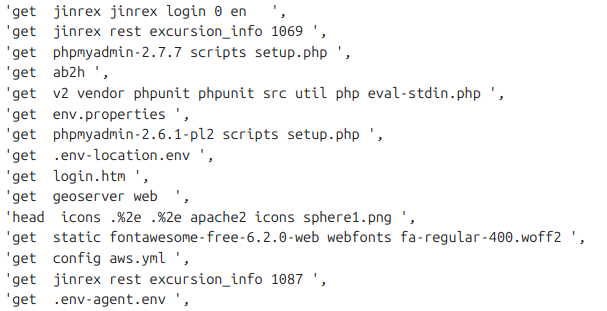 'get  jinrex jinrex login 0 en   ',
'get  jinrex rest excursion_info 1069 ',
'get  phpmyadmin-2.7.7 scripts setup.php ',
'get  ab2h ',
'get  v2 vendor phpunit phpunit src util php eval-stdin.php ',
'get  env.properties ',
'get  phpmyadmin-2.6.1-pl2 scripts setup.php ',
'get  .env-location.env ',
'get  login.htm ',
'get  geoserver web  ',
'head  icons .%2e .%2e apache2 icons sphere1.png ',
'get  static fontawesome-free-6.2.0-web webfonts fa-regular-400.woff2 ',
'get  config aws.yml ',
'get  jinrex rest excursion_info 1087 ',
'get  .env-agent.env ',